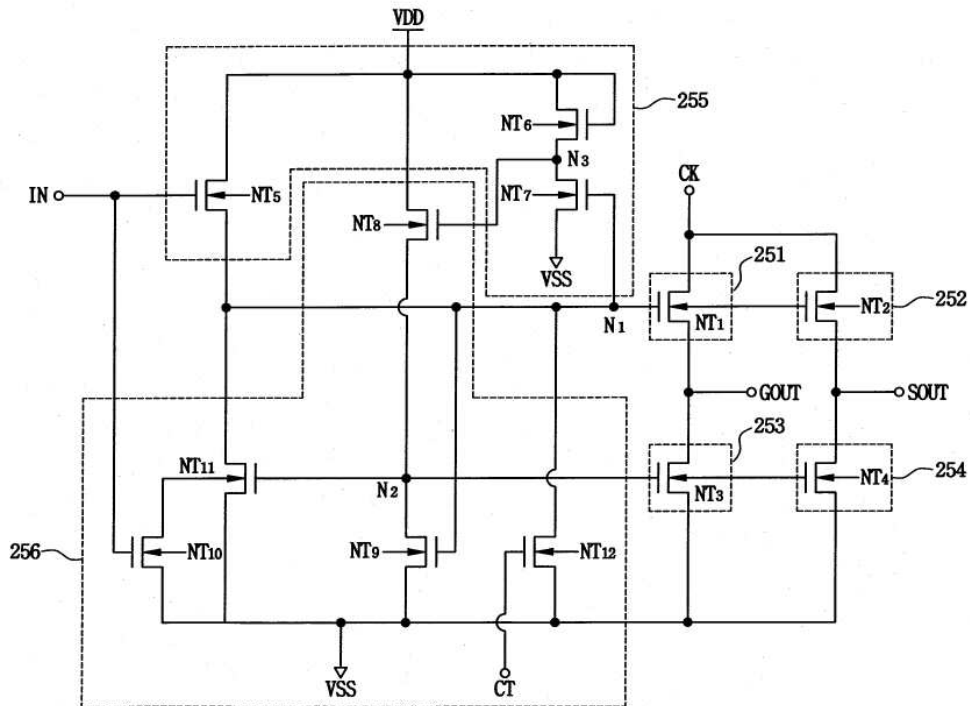 VDD
255
NT6
CK
N3
IN
NT5
NT7
NT8
251
VSS
252
N1
NT1
NT2
GOUT
SOUT
253
NT11
N2
NT3
NT4
254
256
NT10
NT9
NT12
VSS
CT